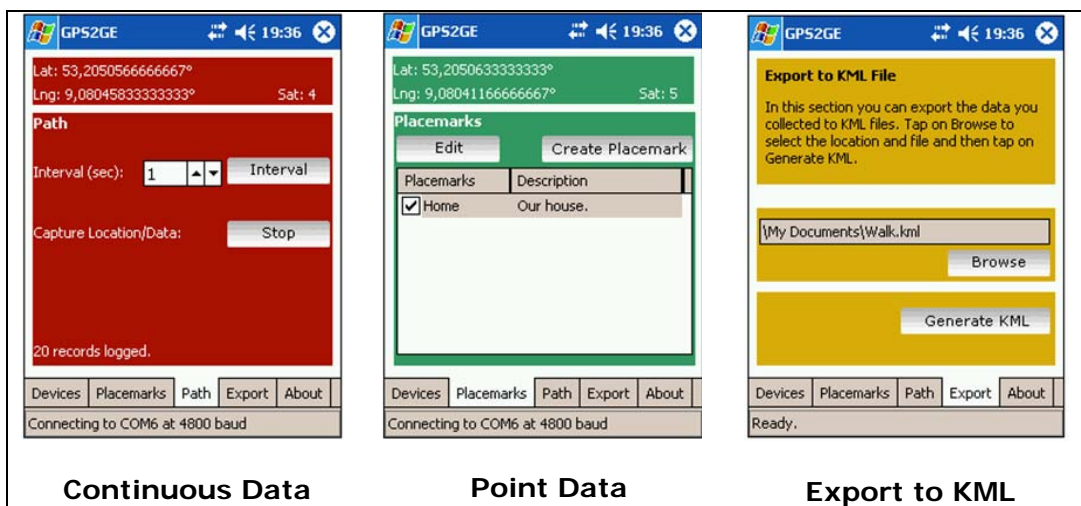 GPS2GE 19:36
Lat: 53,2050566666667°
Lng: 9,08045833333333° Sat: 4
Path
Interval (sec): 1 Interval
Capture Location/Data: Stop
20 records logged.
Devices Placemarks Path Export About
Connecting to COM6 at 4800 baud
Continuous Data
GPS2GE 19:36
Lat: 53,2050633333333°
Lng: 9,08041166666667° Sat: 5
Placemarks
Edit Create Placemark
Placemarks Description
Home Our house.
Devices Placemarks Path Export About
Connecting to COM6 at 4800 baud
Point Data
GPS2GE 19:36
Export to KML File
In this section you can export the data you
collected to KML files. Tap on Browse to
select the location and file and then tap on
Generate KML.
\My Documents\Walk.kml
Browse
Generate KML
Devices Placemarks Path Export About
Ready.
Export to KML